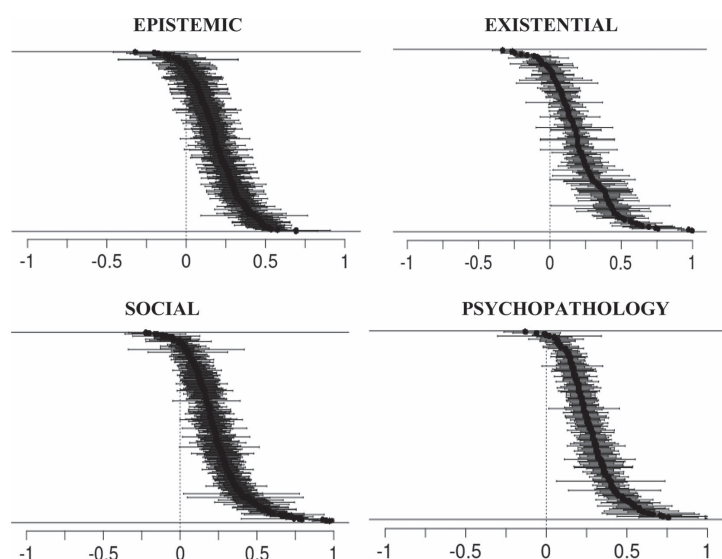 EPISTEMIC
EXISTENTIAL
-1 -0.5 0 0.5 1
-1 -0.5 0 0.5 1
SOCIAL
PSYCHOPATHOLOGY
-1 -0.5 0 0.5 1
-1 -0.5 0 0.5 1